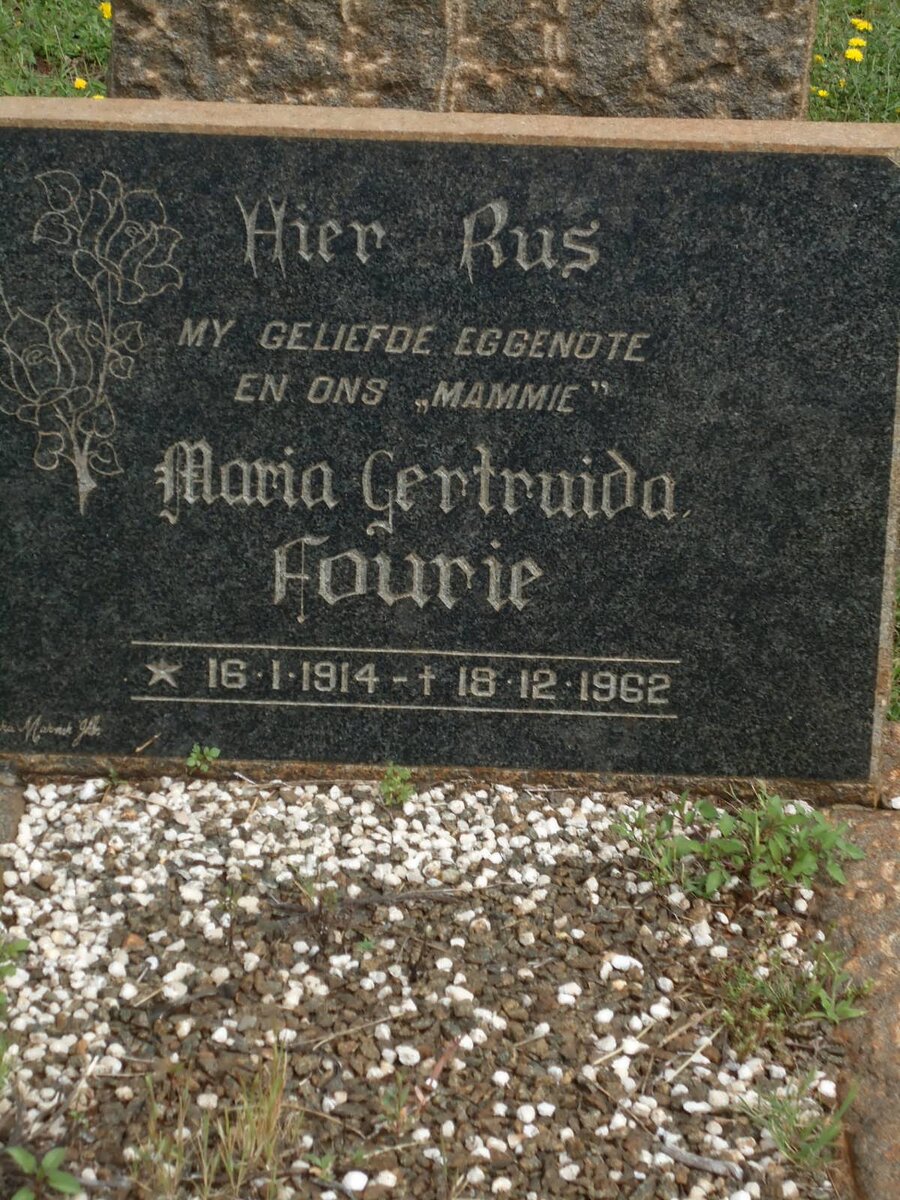 Hier Rus
MY GELIEFDE EGGENOTE
EN ONS „MAMMIE”
Maria Gertruida
Fourie
★ 16·1·1914 - † 18·12·1962